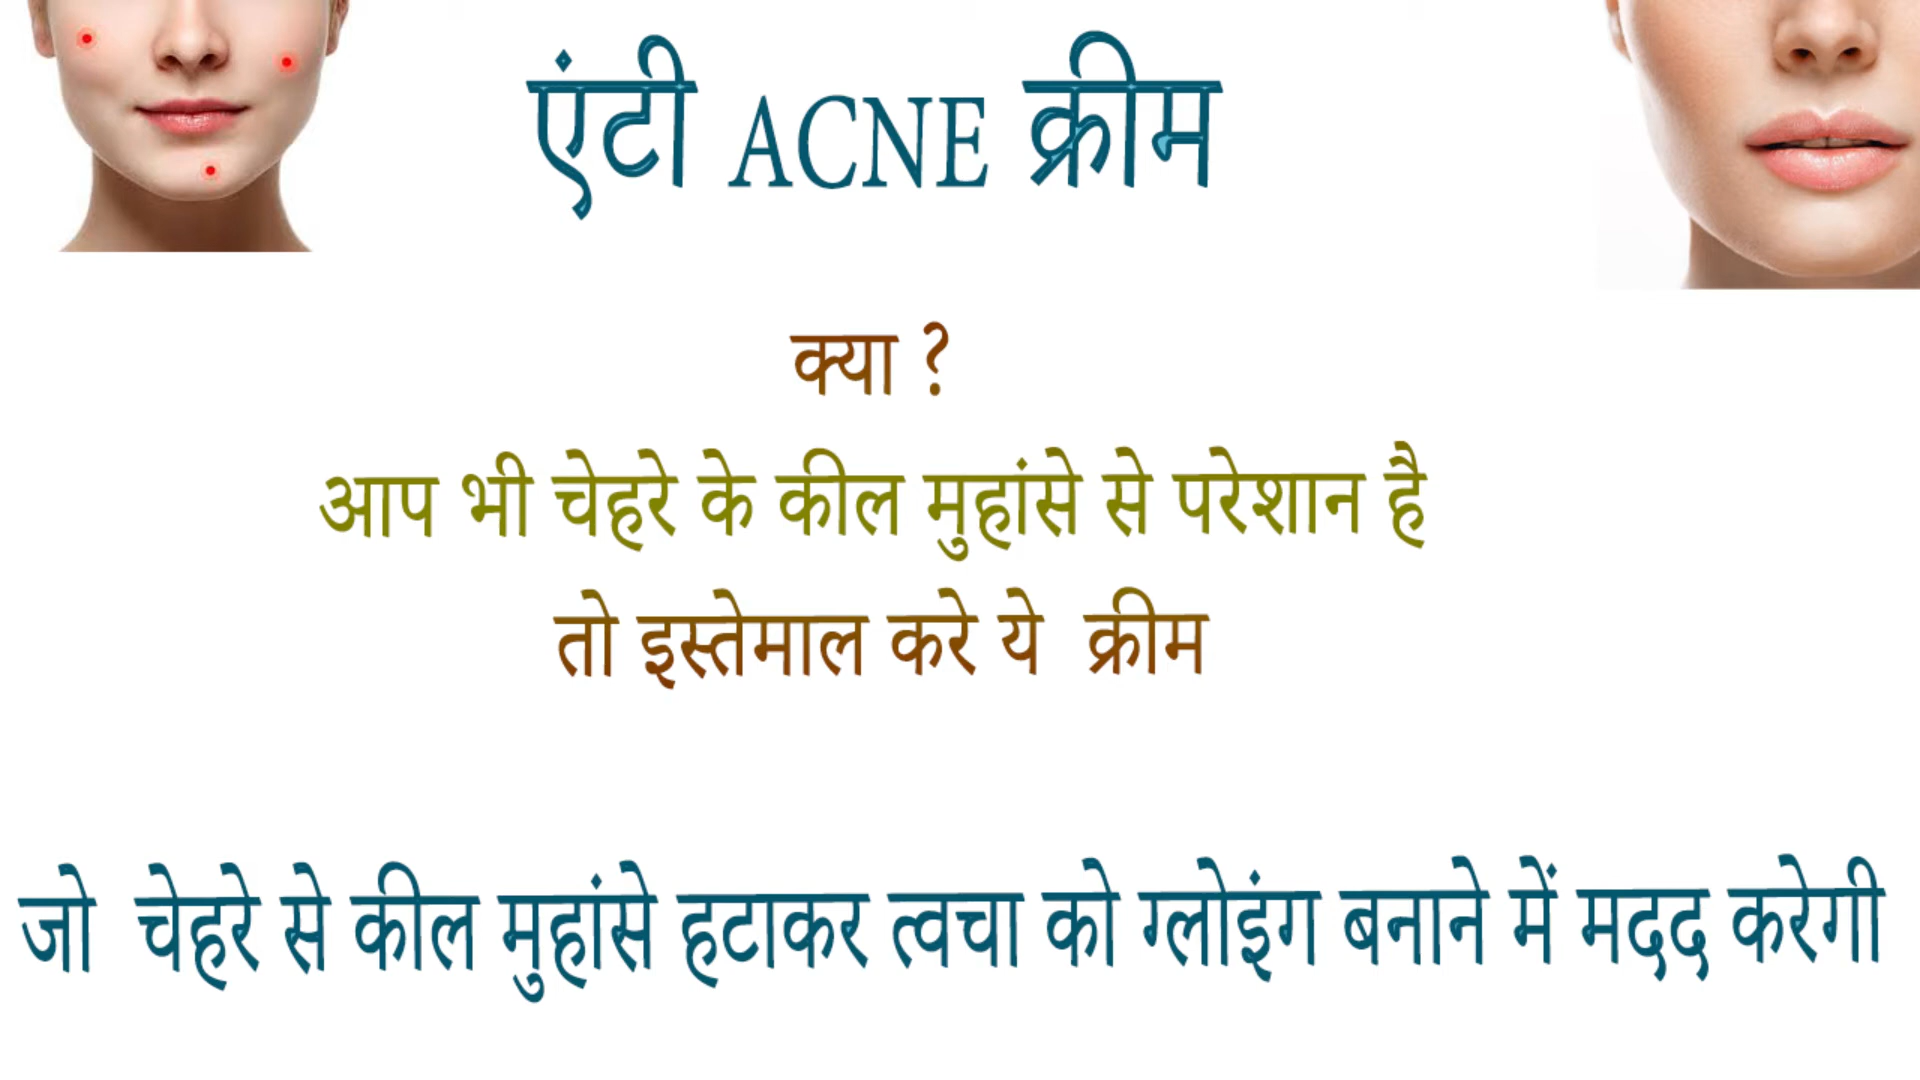 एंटी ACNE क्रीम
क्या ?
आप भी चेहरे के कील मुहांसे से परेशान है
तो इस्तेमाल करे ये क्रीम
जो चेहरे से कील मुहांसे हटाकर त्वचा को ग्लोइंग बनाने में मदद करेगी